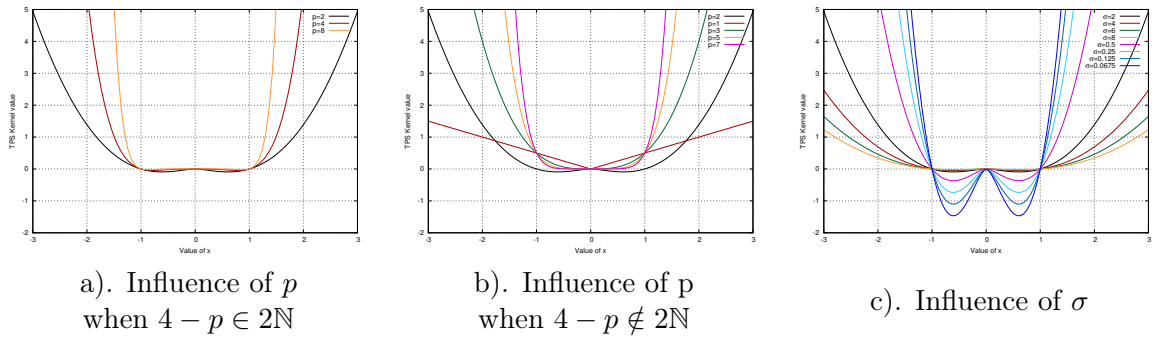 5
4
3
2
1
0
-1
-2
-3
-2
-1
0
1
2
3
TPS Kernel value
Value of x
p=2
p=4
p=8
5
4
3
2
1
0
-1
-2
-3
-2
-1
0
1
2
3
TPS Kernel value
Value of x
p=2
p=1
p=3
p=5
p=7
5
4
3
2
1
0
-1
-2
-3
-2
-1
0
1
2
3
TPS Kernel value
Value of x
σ=2
σ=4
σ=6
σ=8
σ=0.5
σ=0.25
σ=0.125
σ=0.0675
a). Influence of p
when 4 − p ∈ 2ℕ
b). Influence of p
when 4 − p ∉ 2ℕ
c). Influence of σ